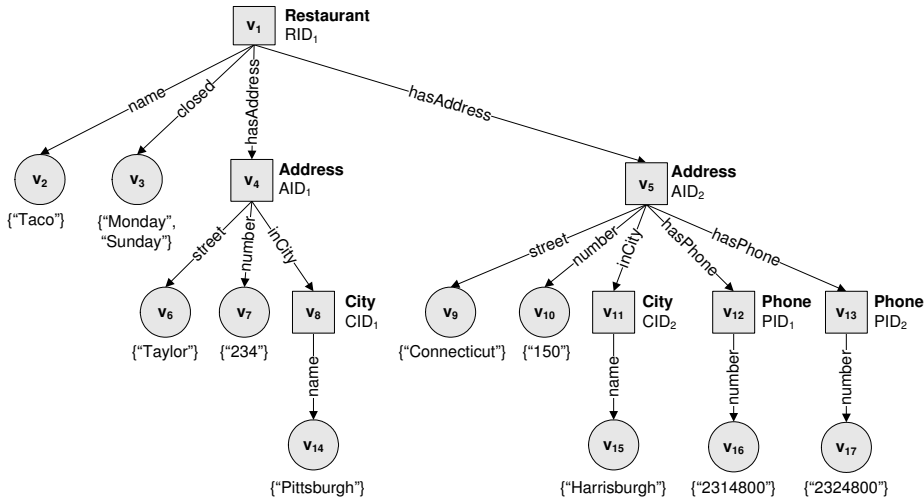 Restaurant
v1 RID1
name
closed
hasAddress
hasAddress
Address
v2 v3 v4 AID1
Address
v5 AID2
{“Taco”} {“Monday”,
“Sunday”}
street
number
inCity
street
number
inCity
hasPhone
hasPhone
City
v6 v7 v8 CID1
City
v9 v10 v11 CID2
Phone
v12 PID1
Phone
v13 PID2
{“Taylor”} {“234”} {“Connecticut”} {“150”}
name
name
number
number
v14 v15 v16 v17
{“Pittsburgh”} {“Harrisburgh”} {“2314800”} {“2324800”}